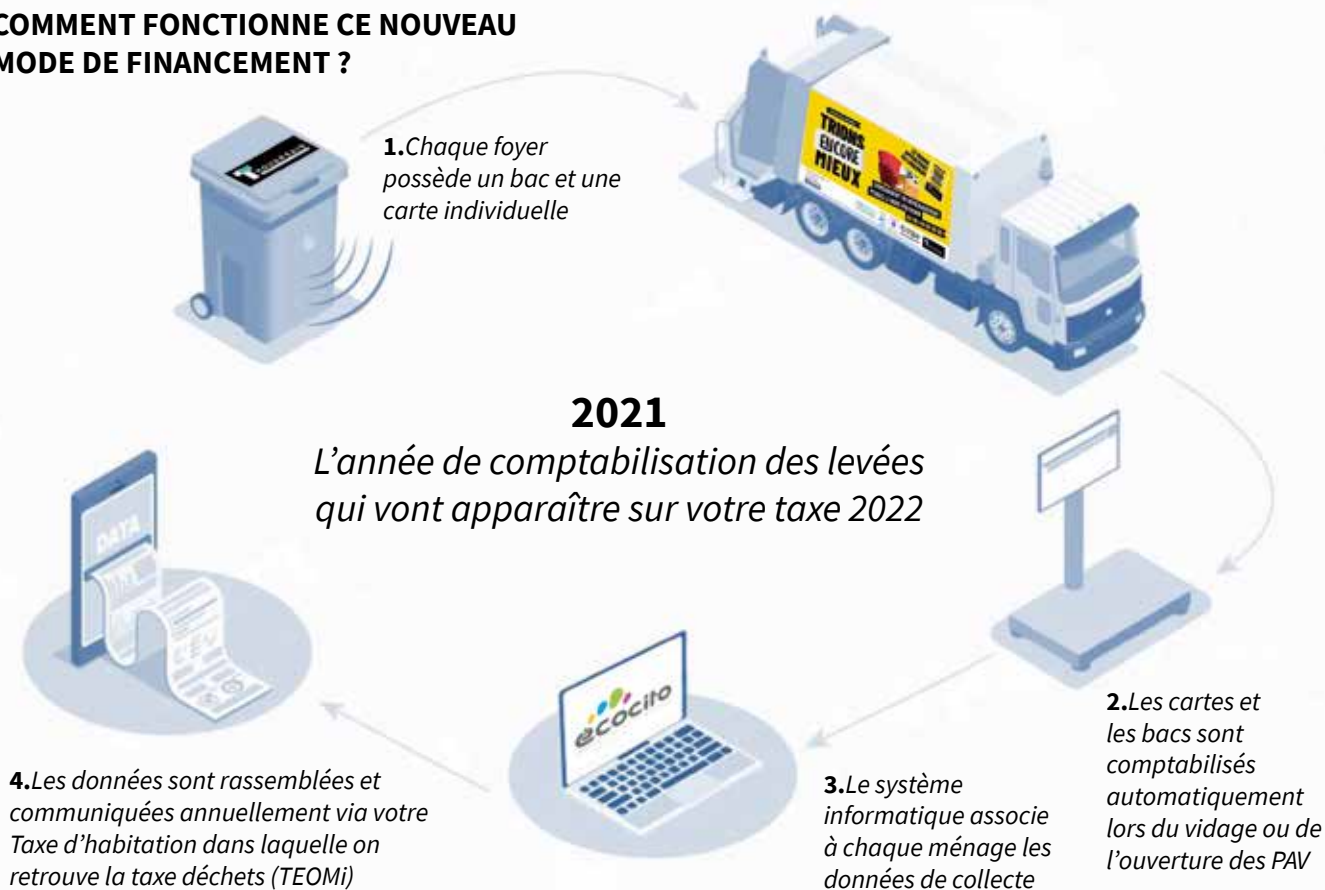 COMMENT FONCTIONNE CE NOUVEAU
MODE DE FINANCEMENT ?
1.Chaque foyer
possède un bac et une
carte individuelle
TRIONS
ENCORE
MIEUX
2021
L'année de comptabilisation des levées
qui vont apparaître sur votre taxe 2022
DATA
ecocito
2.Les cartes et
les bacs sont
comptabilisés
automatiquement
lors du vidage ou de
l'ouverture des PAV
3.Le système
informatique associe
à chaque ménage les
données de collecte
4.Les données sont rassemblées et
communiquées annuellement via votre
Taxe d'habitation dans laquelle on
retrouve la taxe déchets (TEOMi)